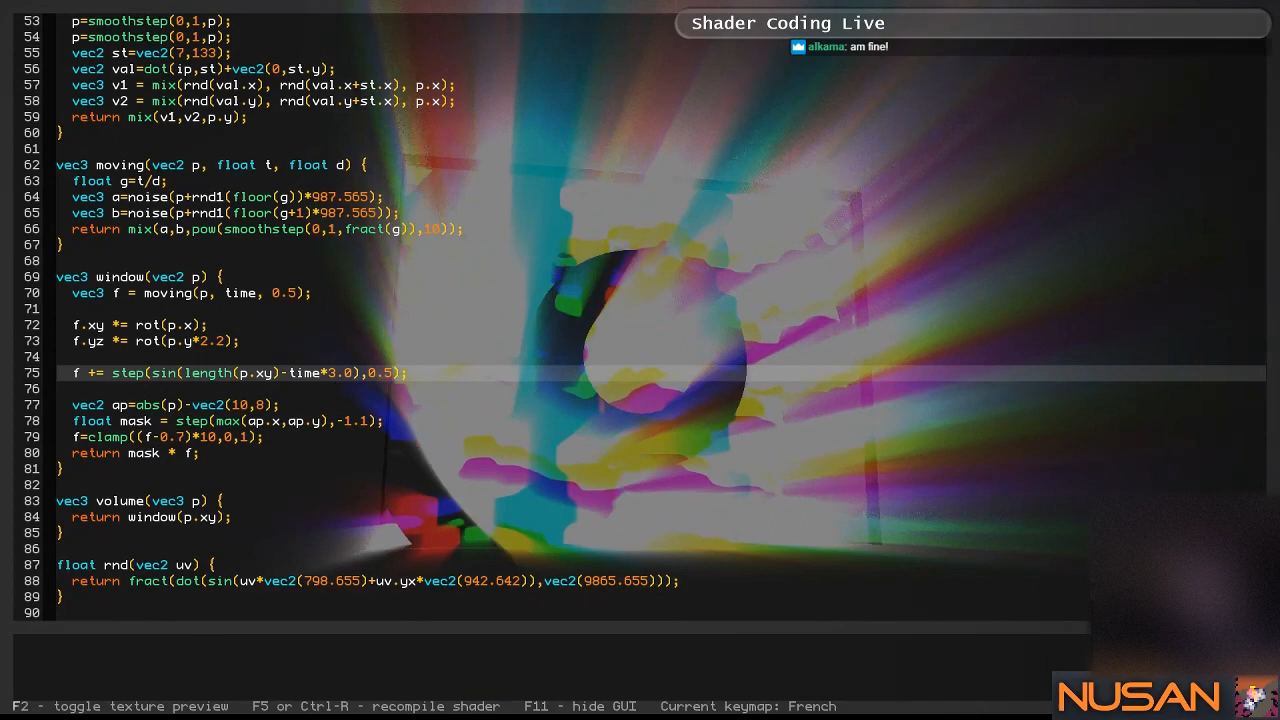 Shader Coding Live
alkama: am fine!
53 p=smoothstep(0,1,p);
54 p=smoothstep(0,1,p);
55 vec2 st=vec2(7,133);
56 vec2 val=dot(ip,st)+vec2(0,st.y);
57 vec3 v1 = mix(rnd(val.x), rnd(val.x+st.x), p.x);
58 vec3 v2 = mix(rnd(val.y), rnd(val.y+st.x), p.x);
59 return mix(v1,v2,p.y);
60 }
61
62 vec3 moving(vec2 p, float t, float d) {
63 float g=t/d;
64 vec3 a=noise(p+rnd1(floor(g))*987.565);
65 vec3 b=noise(p+rnd1(floor(g+1)*987.565));
66 return mix(a,b,pow(smoothstep(0,1,fract(g)),10));
67 }
68
69 vec3 window(vec2 p) {
70 vec3 f = moving(p, time, 0.5);
71
72 f.xy *= rot(p.x);
73 f.yz *= rot(p.y*2.2);
74
75 f += step(sin(length(p.xy)-time*3.0),0.5);
76
77 vec2 ap=abs(p)-vec2(10,8);
78 float mask = step(max(ap.x,ap.y),-1.1);
79 f=clamp((f-0.7)*10,0,1);
80 return mask * f;
81 }
82
83 vec3 volume(vec3 p) {
84 return window(p.xy);
85 }
86
87 float rnd(vec2 uv) {
88 return fract(dot(sin(uv*vec2(798.655)+uv.yx*vec2(942.642)),vec2(9865.655)));
89 }
90
F2 - toggle texture preview F5 or Ctrl-R - recompile shader F11 - hide GUI Current keymap: French
NUSAN